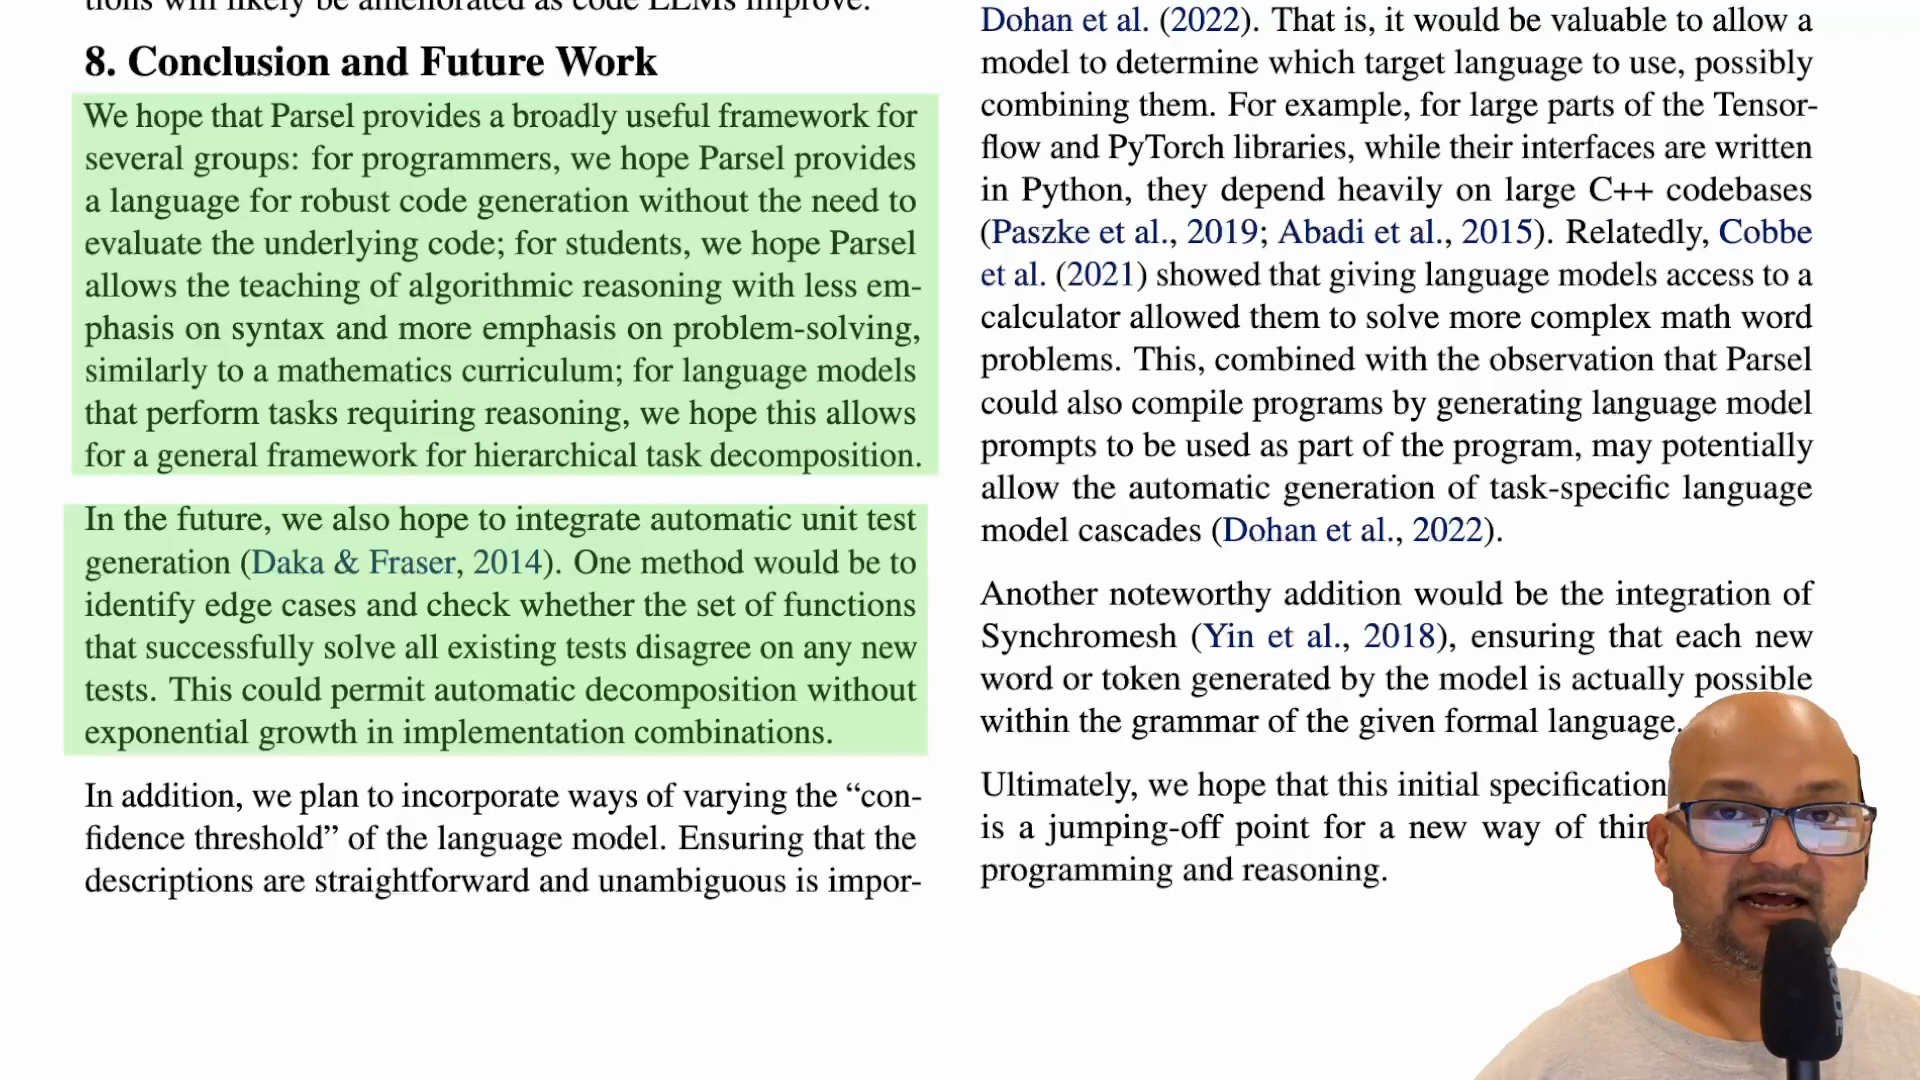 tions will likely be ameliorated as code LLMs improve.
8. Conclusion and Future Work
We hope that Parsel provides a broadly useful framework for
several groups: for programmers, we hope Parsel provides
a language for robust code generation without the need to
evaluate the underlying code; for students, we hope Parsel
allows the teaching of algorithmic reasoning with less em-
phasis on syntax and more emphasis on problem-solving,
similarly to a mathematics curriculum; for language models
that perform tasks requiring reasoning, we hope this allows
for a general framework for hierarchical task decomposition.
In the future, we also hope to integrate automatic unit test
generation (Daka & Fraser, 2014). One method would be to
identify edge cases and check whether the set of functions
that successfully solve all existing tests disagree on any new
tests. This could permit automatic decomposition without
exponential growth in implementation combinations.
In addition, we plan to incorporate ways of varying the “con-
fidence threshold” of the language model. Ensuring that the
descriptions are straightforward and unambiguous is impor-
Dohan et al. (2022). That is, it would be valuable to allow a
model to determine which target language to use, possibly
combining them. For example, for large parts of the Tensor-
flow and PyTorch libraries, while their interfaces are written
in Python, they depend heavily on large C++ codebases
(Paszke et al., 2019; Abadi et al., 2015). Relatedly, Cobbe
et al. (2021) showed that giving language models access to a
calculator allowed them to solve more complex math word
problems. This, combined with the observation that Parsel
could also compile programs by generating language model
prompts to be used as part of the program, may potentially
allow the automatic generation of task-specific language
model cascades (Dohan et al., 2022).
Another noteworthy addition would be the integration of
Synchromesh (Yin et al., 2018), ensuring that each new
word or token generated by the model is actually possible
within the grammar of the given formal language.
Ultimately, we hope that this initial specification
is a jumping-off point for a new way of
programming and reasoning.
RODE